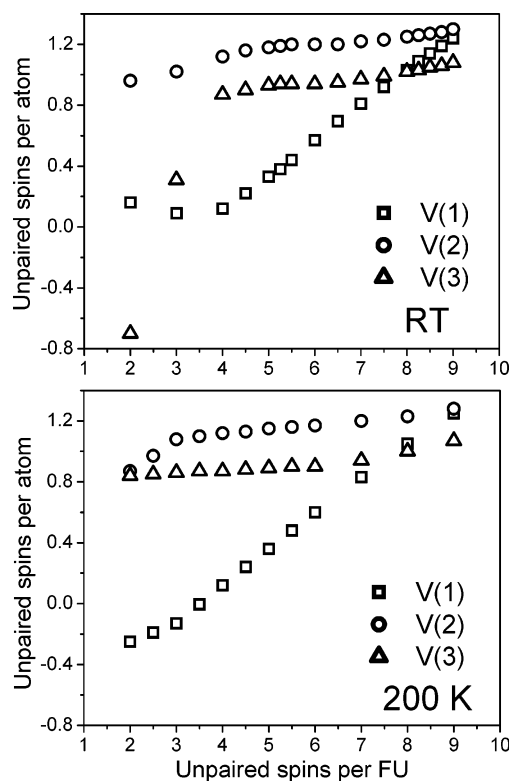 Unpaired spins per atom
1.2
0.8
0.4
0.0
-0.4
-0.8
V(1)
V(2)
V(3)
RT
1 2 3 4 5 6 7 8 9 10
Unpaired spins per atom
1.2
0.8
0.4
0.0
-0.4
-0.8
V(1)
V(2)
V(3)
200 K
1 2 3 4 5 6 7 8 9 10
Unpaired spins per FU